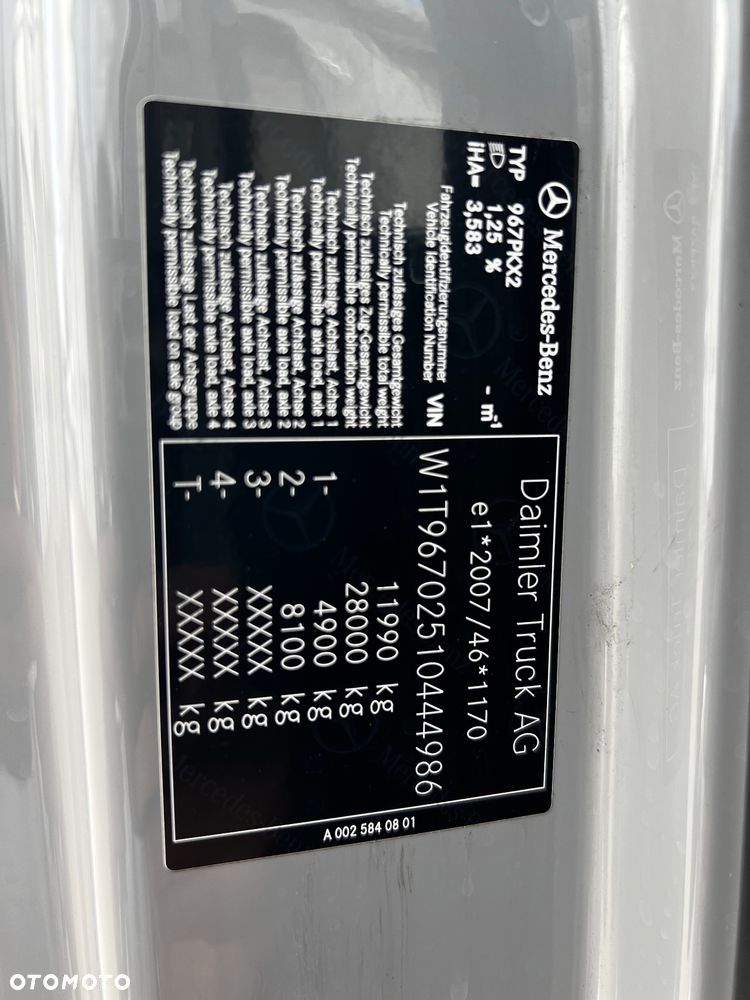 Mercedes-Benz
TYP 967PKX2
1,25 % - m⁻¹
iHA= 3,583
Fahrzeugidentifizierungsnummer
Vehicle Identification Number VIN
Technisch zulässiges Gesamtgewicht
Technically permissible total weight
Technisch zulässiges Zug-Gesamtgewicht
Technically permissible combination weight
Technisch zulässige Achslast, Achse 1
Technically permissible axle load, axle 1
Technisch zulässige Achslast, Achse 2
Technically permissible axle load, axle 2
Technisch zulässige Achslast, Achse 3
Technically permissible axle load, axle 3
Technisch zulässige Achslast, Achse 4
Technically permissible axle load, axle 4
Technisch zulässige Last der Achsgruppe
Technically permissible load on axle group
Daimler Truck AG
e1*2007/46*1170
W1T96702510444986
11990 kg
28000 kg
1- 4900 kg
2- 8100 kg
3- XXXXX kg
4- XXXXX kg
T- XXXXX kg
A 002 584 08 01
OTOMOTO